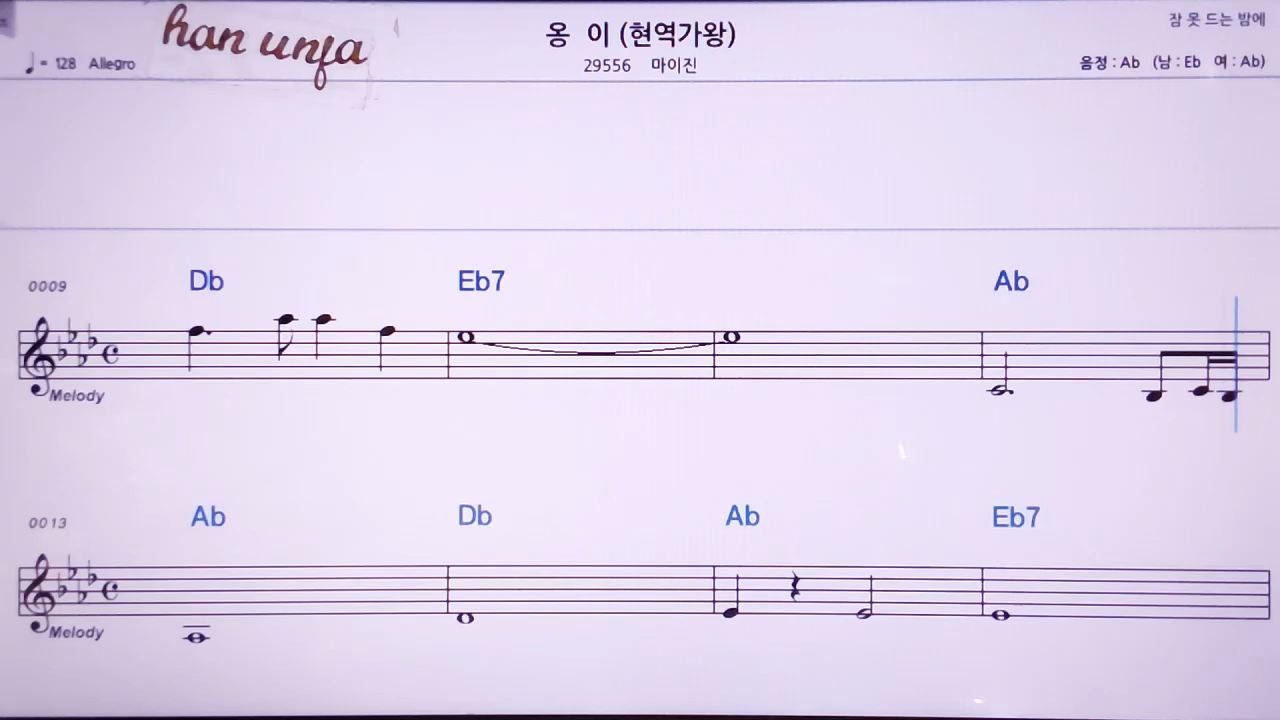 han unja
옹 이 (현역가왕)
잠 못 드는 밤에
♩= 128 Allegro
29556 마이진
음정 : Ab (남 : Eb 여 : Ab)
0009
Db Eb7 Ab
Melody
0013
Ab Db Ab Eb7
Melody